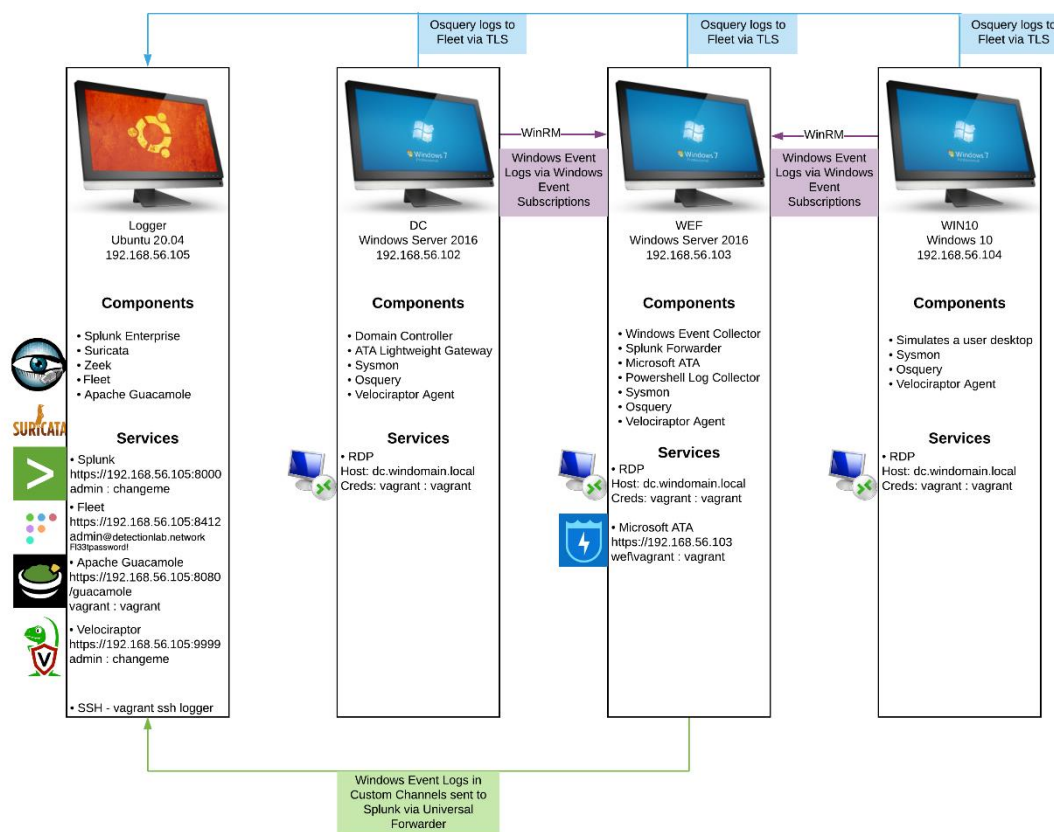 Osquery logs to
Fleet via TLS
Osquery logs to
Fleet via TLS
Osquery logs to
Fleet via TLS
Windows 7
Windows 7
Windows 7
WinRM
Windows Event
Logs via Windows
Event
Subscriptions
WinRM
Windows Event
Logs via Windows
Event
Subscriptions
Logger
Ubuntu 20.04
192.168.56.105
Components
• Splunk Enterprise
• Suricata
• Zeek
• Fleet
• Apache Guacamole
SURICATA
Services
• Splunk
https://192.168.56.105:8000
admin : changeme
• Fleet
https://192.168.56.105:8412
admin@detectionlab.network
Fl33tpassword!
• Apache Guacamole
https://192.168.56.105:8080
/guacamole
vagrant : vagrant
• Velociraptor
https://192.168.56.105:9999
admin : changeme
V
• SSH - vagrant ssh logger
DC
Windows Server 2016
192.168.56.102
Components
• Domain Controller
• ATA Lightweight Gateway
• Sysmon
• Osquery
• Velociraptor Agent
Services
• RDP
Host: dc.windomain.local
Creds: vagrant : vagrant
WEF
Windows Server 2016
192.168.56.103
Components
• Windows Event Collector
• Splunk Forwarder
• Microsoft ATA
• Powershell Log Collector
• Sysmon
• Osquery
• Velociraptor Agent
Services
• RDP
Host: dc.windomain.local
Creds: vagrant : vagrant
• Microsoft ATA
https://192.168.56.103
wef\vagrant : vagrant
WIN10
Windows 10
192.168.56.104
Components
• Simulates a user desktop
• Sysmon
• Osquery
• Velociraptor Agent
Services
• RDP
Host: dc.windomain.local
Creds: vagrant : vagrant
Windows Event Logs in
Custom Channels sent to
Splunk via Universal
Forwarder